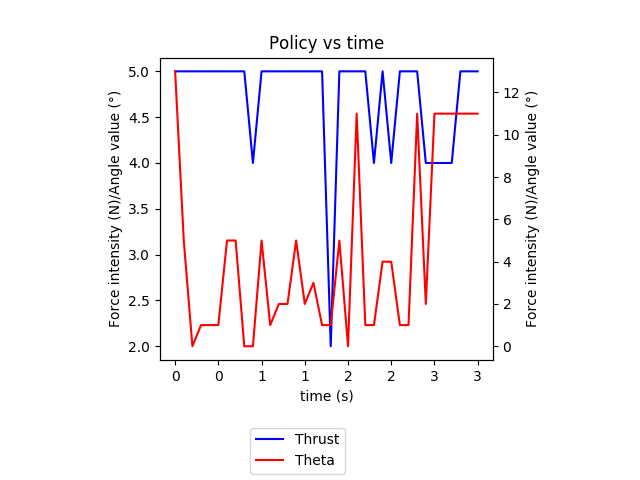 Policy vs time
5.0
4.5
4.0
3.5
3.0
2.5
2.0
Force intensity (N)/Angle value (°)
12
10
8
6
4
2
0
Force intensity (N)/Angle value (°)
0 0 1 1 2 2 3 3
time (s)
Thrust
Theta